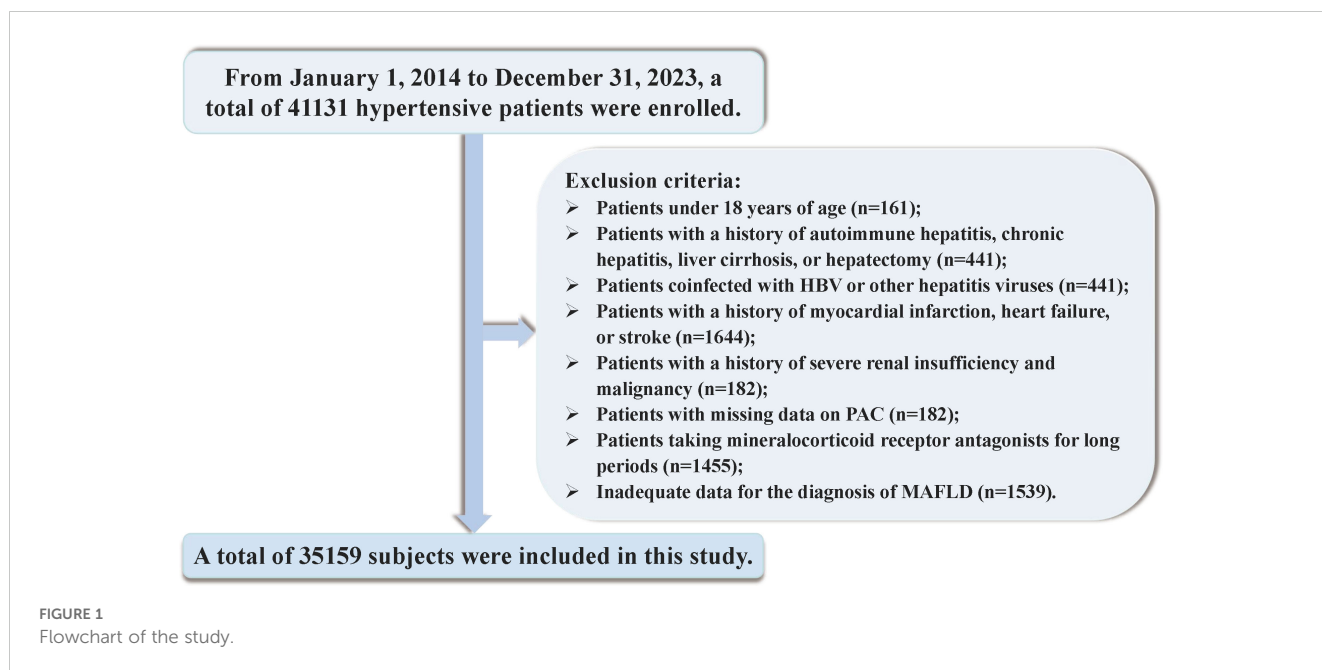 From January 1, 2014 to December 31, 2023, a
total of 41131 hypertensive patients were enrolled.
Exclusion criteria:
➢ Patients under 18 years of age (n=161);
➢ Patients with a history of autoimmune hepatitis, chronic
hepatitis, liver cirrhosis, or hepatectomy (n=441);
➢ Patients coinfected with HBV or other hepatitis viruses (n=441);
➢ Patients with a history of myocardial infarction, heart failure,
or stroke (n=1644);
➢ Patients with a history of severe renal insufficiency and
malignancy (n=182);
➢ Patients with missing data on PAC (n=182);
➢ Patients taking mineralocorticoid receptor antagonists for long
periods (n=1455);
➢ Inadequate data for the diagnosis of MAFLD (n=1539).
A total of 35159 subjects were included in this study.
FIGURE 1
Flowchart of the study.